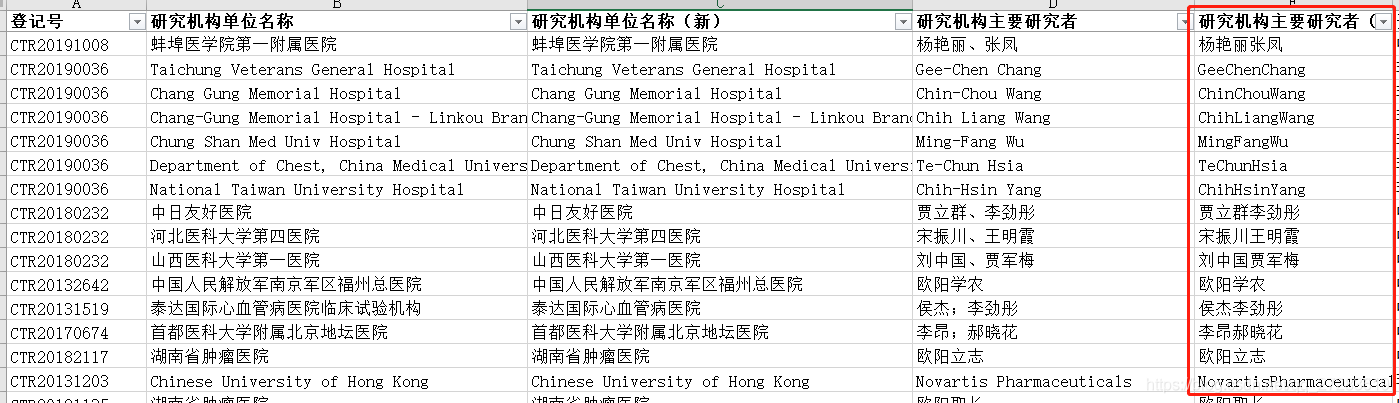 A B C D H
登记号 研究机构单位名称 研究机构单位名称（新） 研究机构主要研究者 研究机构主要研究者（
CTR20191008 蚌埠医学院第一附属医院 蚌埠医学院第一附属医院 杨艳丽、张凤 杨艳丽张凤
CTR20190036 Taichung Veterans General Hospital Taichung Veterans General Hospital Gee-Chen Chang GeeChenChang
CTR20190036 Chang Gung Memorial Hospital Chang Gung Memorial Hospital Chin-Chou Wang ChinChouWang
CTR20190036 Chang-Gung Memorial Hospital - Linkou Bran Chang-Gung Memorial Hospital - Linkou Bran Chih Liang Wang ChihLiangWang
CTR20190036 Chung Shan Med Univ Hospital Chung Shan Med Univ Hospital Ming-Fang Wu MingFangWu
CTR20190036 Department of Chest, China Medical Univers Department of Chest, China Medical Univers Te-Chun Hsia TeChunHsia
CTR20190036 National Taiwan University Hospital National Taiwan University Hospital Chih-Hsin Yang ChihHsinYang
CTR20180232 中日友好医院 中日友好医院 贾立群、李劲彤 贾立群李劲彤
CTR20180232 河北医科大学第四医院 河北医科大学第四医院 宋振川、王明霞 宋振川王明霞
CTR20180232 山西医科大学第一医院 山西医科大学第一医院 刘中国、贾军梅 刘中国贾军梅
CTR20132642 中国人民解放军南京军区福州总医院 中国人民解放军南京军区福州总医院 欧阳学农 欧阳学农
CTR20131519 泰达国际心血管病医院临床试验机构 泰达国际心血管病医院 侯杰；李劲彤 侯杰李劲彤
CTR20170674 首都医科大学附属北京地坛医院 首都医科大学附属北京地坛医院 李昂；郝晓花 李昂郝晓花
CTR20182117 湖南省肿瘤医院 湖南省肿瘤医院 欧阳立志 欧阳立志
CTR20131203 Chinese University of Hong Kong Chinese University of Hong Kong Novartis Pharmaceuticals NovartisPharmaceutical